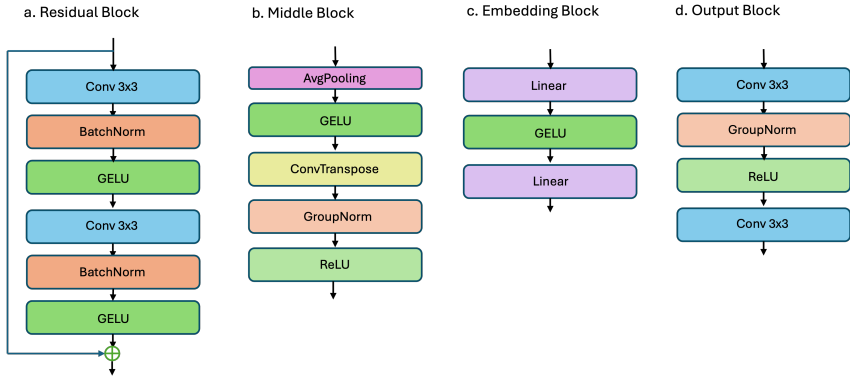 a. Residual Block
Conv 3x3
BatchNorm
GELU
Conv 3x3
BatchNorm
GELU
b. Middle Block
AvgPooling
GELU
ConvTranspose
GroupNorm
ReLU
c. Embedding Block
Linear
GELU
Linear
d. Output Block
Conv 3x3
GroupNorm
ReLU
Conv 3x3